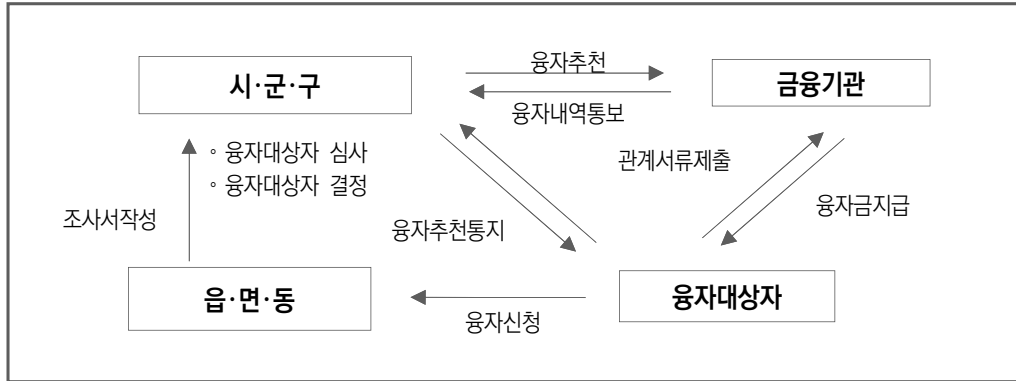 융자추천
시·군·구
금융기관
융자내역통보
◦ 융자대상자 심사
관계서류제출
◦ 융자대상자 결정
융자금지급
조사서작성
융자추천통지
읍·면·동
융자대상자
융자신청